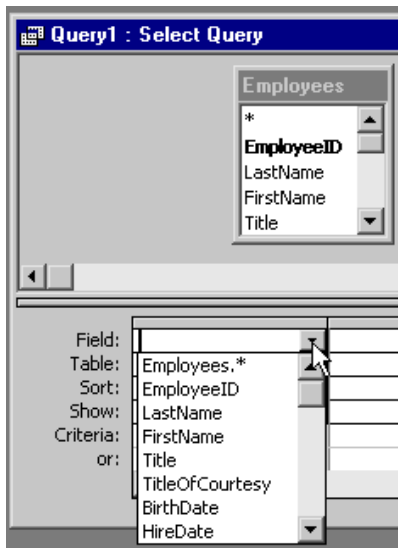 Query1 : Select Query
Employees
*
EmployeeID
LastName
FirstName
Title
Field:
Table:
Sort:
Show:
Criteria:
or:
Employees.*
EmployeeID
LastName
FirstName
Title
TitleOfCourtesy
BirthDate
HireDate